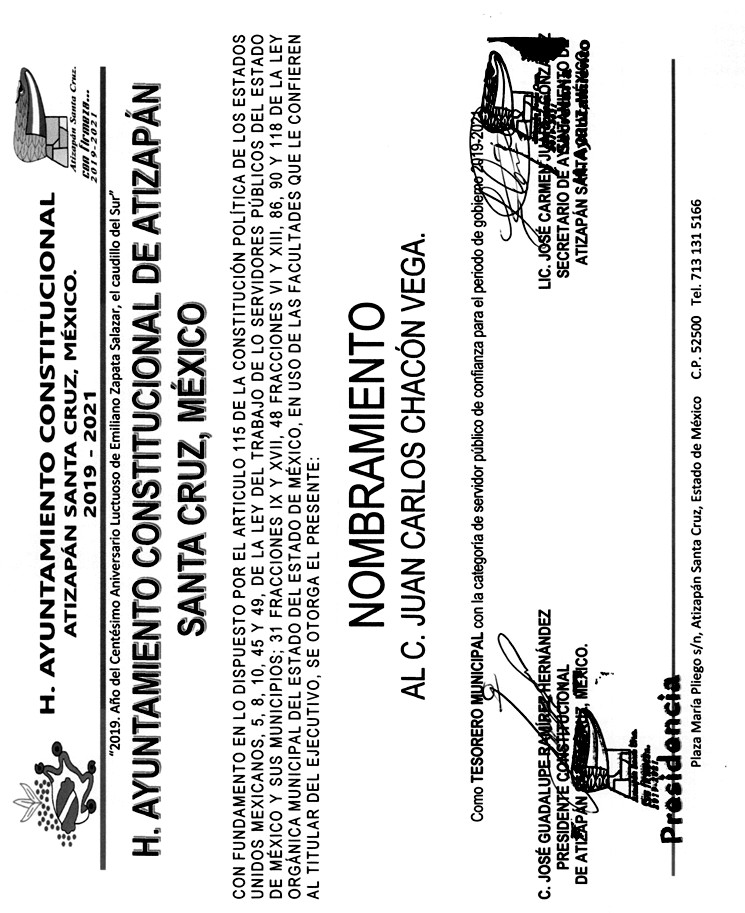 H. AYUNTAMIENTO CONSTITUCIONAL
ATIZAPÁN SANTA CRUZ, MÉXICO.
2019 - 2021
Atizapán Santa Cruz.
con firmeza...
2019-2021
"2019. Año del Centésimo Aniversario Luctuoso de Emiliano Zapata Salazar, el caudillo del Sur"
H. AYUNTAMIENTO CONSTITUCIONAL DE ATIZAPÁN
SANTA CRUZ, MÉXICO
CON FUNDAMENTO EN LO DISPUESTO POR EL ARTICULO 115 DE LA CONSTITUCIÓN POLÍTICA DE LOS ESTADOS
UNIDOS MEXICANOS, 5, 8, 10, 45 Y 49, DE LA LEY DEL TRABAJO DE LO SERVIDORES PÚBLICOS DEL ESTADO
DE MÉXICO Y SUS MUNICIPIOS; 31 FRACCIONES IX Y XVII, 48 FRACCIONES VI Y XIII, 86, 90 Y 118 DE LA LEY
ORGÁNICA MUNICIPAL DEL ESTADO DEL ESTADO DE MÉXICO, EN USO DE LAS FACULTADES QUE LE CONFIEREN
AL TITULAR DEL EJECUTIVO, SE OTORGA EL PRESENTE:
NOMBRAMIENTO
AL C. JUAN CARLOS CHACÓN VEGA.
Como TESORERO MUNICIPAL con la categoría de servidor público de confianza para el periodo de gobierno 2019-2021
C. JOSÉ GUADALUPE RAMÍREZ HERNÁNDEZ
PRESIDENTE CONSTITUCIONAL
DE ATIZAPÁN SANTA CRUZ, MÉXICO.
2019-2021
Presidencia
LIC. JOSÉ CARMEN
SECRETARIO DE AYUNTAMIENTO DE
ATIZAPÁN SANTA CRUZ, MÉXICO
Plaza María Pliego s/n, Atizapán Santa Cruz, Estado de México C.P. 52500 Tel. 713 131 5166